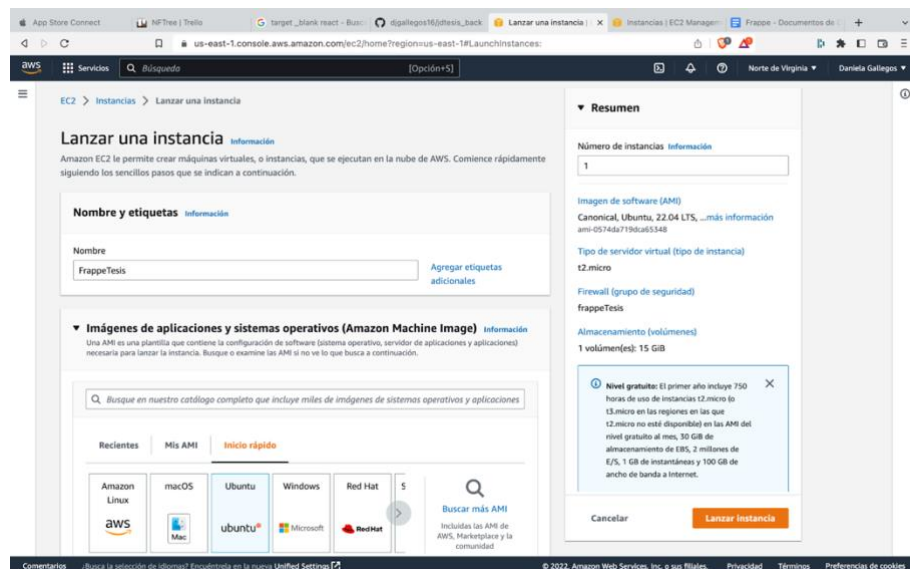 App Store Connect
NFTree | Trello
target _blank react - Busc
djgallegos16/jdtesis_back
Lanzar una instancia |
Instancias | EC2 Managem
Frappe - Documentos de
us-east-1.console.aws.amazon.com/ec2/home?region=us-east-1#LaunchInstances:
aws
Servicios
Búsqueda
[Opción+S]
Norte de Virginia
Daniela Gallegos
EC2 > Instancias > Lanzar una instancia
Lanzar una instancia Información
Amazon EC2 le permite crear máquinas virtuales, o instancias, que se ejecutan en la nube de AWS. Comience rápidamente
siguiendo los sencillos pasos que se indican a continuación.
Nombre y etiquetas Información
Nombre
FrappeTesis
Agregar etiquetas
adicionales
Imágenes de aplicaciones y sistemas operativos (Amazon Machine Image) Información
Una AMI es una plantilla que contiene la configuración de software (sistema operativo, servidor de aplicaciones y aplicaciones)
necesaria para lanzar la instancia. Busque o examine las AMI si no ve lo que busca a continuación.
Busque en nuestro catálogo completo que incluye miles de imágenes de sistemas operativos y aplicaciones
Recientes
Mis AMI
Inicio rápido
Amazon
Linux
aws
macOS
Mac
Ubuntu
ubuntu
Windows
Microsoft
Red Hat
Red Hat
S
Buscar más AMI
Incluidas las AMI de
AWS, Marketplace y la
comunidad
Resumen
Número de instancias Información
1
Imagen de software (AMI)
Canonical, Ubuntu, 22.04 LTS, ...más información
ami-0574da719dca65348
Tipo de servidor virtual (tipo de instancia)
t2.micro
Firewall (grupo de seguridad)
frappeTesis
Almacenamiento (volúmenes)
1 volúmen(es): 15 GiB
Nivel gratuito: El primer año incluye 750
horas de uso de instancias t2.micro (o
t3.micro en las regiones en las que
t2.micro no esté disponible) en las AMI del
nivel gratuito al mes, 30 GiB de
almacenamiento de EBS, 2 millones de
E/S, 1 GB de instantáneas y 100 GB de
ancho de banda a Internet.
Cancelar
Lanzar instancia
Comentarios
¿Busca la selección de idiomas? Encuéntrela en la nueva Unified Settings
© 2022, Amazon Web Services, Inc. o sus filiales.
Privacidad
Términos
Preferencias de cookies